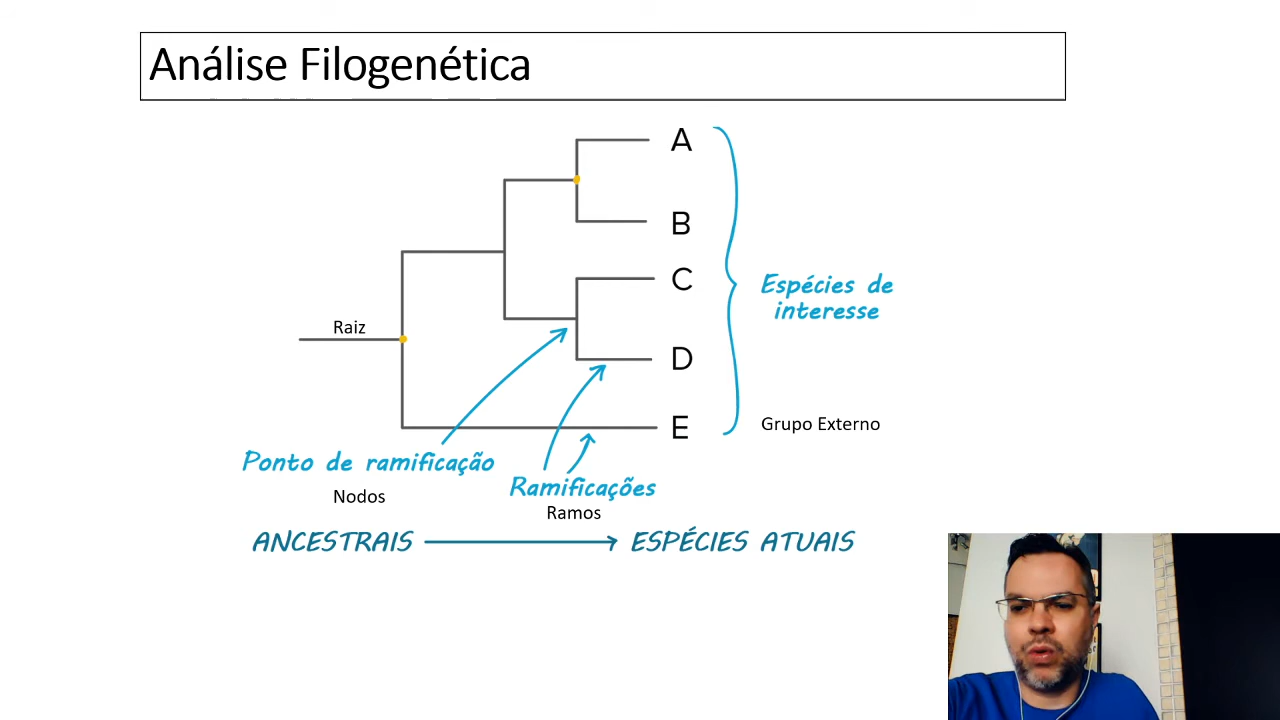 Análise Filogenética
A
B
C
Espécies de
interesse
Raiz
D
E
Grupo Externo
Ponto de ramificação
Ramificações
Nodos
Ramos
ANCESTRAIS
ESPÉCIES ATUAIS